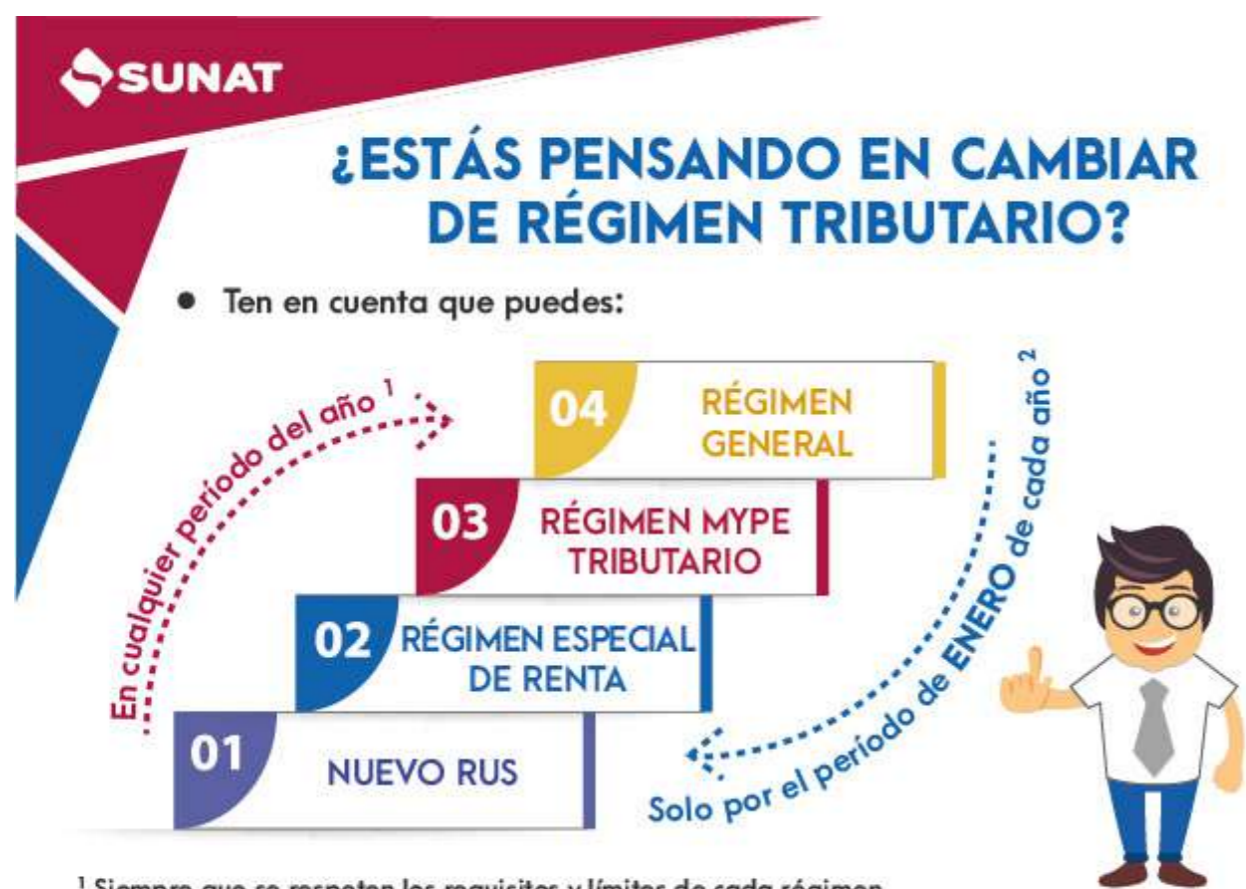 SUNAT
¿ESTÁS PENSANDO EN CAMBIAR
DE RÉGIMEN TRIBUTARIO?
● Ten en cuenta que puedes:
En cualquier período del año ¹
04 RÉGIMEN
GENERAL
03 RÉGIMEN MYPE
TRIBUTARIO
02 RÉGIMEN ESPECIAL
DE RENTA
01 NUEVO RUS
Solo por el período de ENERO de cada año ²
¹ Siempre que se respeten los requisitos y límites de cada régimen